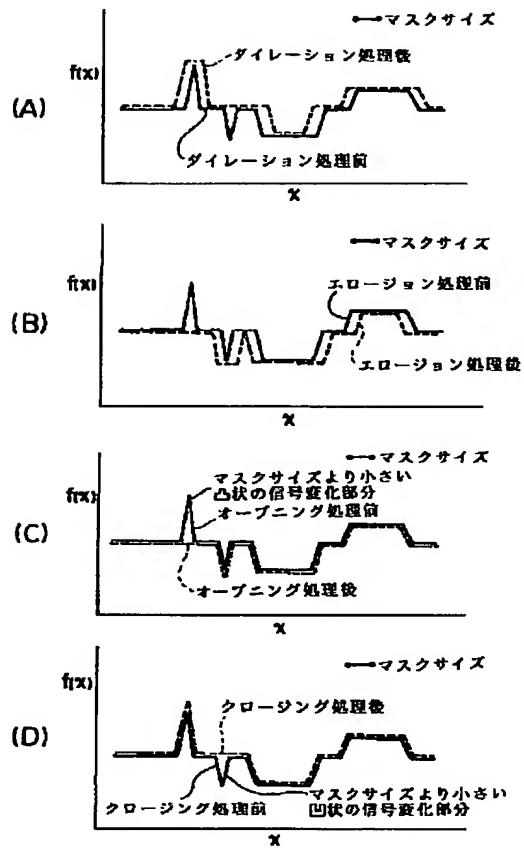 マスクサイズ
ダイレーション処理後
f(x)
(A)
ダイレーション処理前
x
マスクサイズ
f(x)
エロージョン処理前
(B)
エロージョン処理後
x
マスクサイズ
マスクサイズより小さい
凸状の信号変化部分
f(x)
オープニング処理前
(C)
オープニング処理後
x
マスクサイズ
f(x)
クロージング処理後
(D)
クロージング処理前
マスクサイズより小さい
凹状の信号変化部分
x